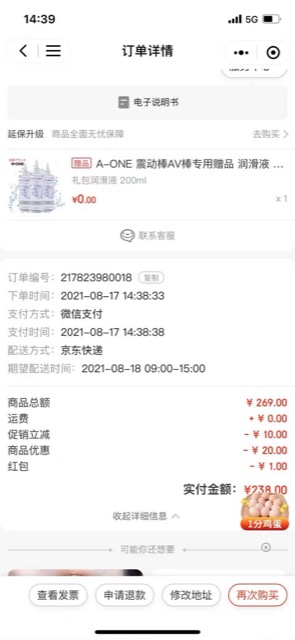 14:39
5G
订单详情
电子说明书
延保升级 商品全面无忧保障 去购买
赠品 A-ONE 震动棒AV棒专用赠品 润滑液 ...
礼包润滑液 200ml
¥0.00 x 1
联系客服
订单编号: 217823980018 复制
下单时间: 2021-08-17 14:38:33
支付方式: 微信支付
支付时间: 2021-08-17 14:38:38
配送方式: 京东快递
期望配送时间: 2021-08-18 09:00-15:00
商品总额 ¥ 269.00
运费 + ¥ 0.00
促销立减 - ¥ 10.00
商品优惠 - ¥ 20.00
红包 - ¥ 1.00
实付金额: ¥238.00
收起详细信息
1分鸡蛋
可能你还想要
查看发票 申请退款 修改地址 再次购买